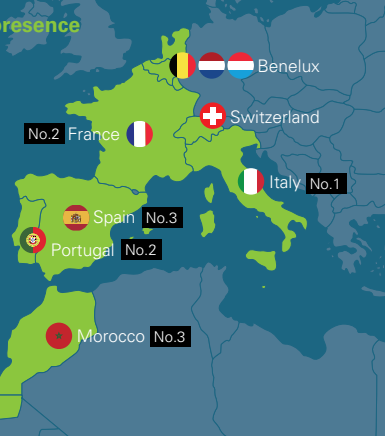 presence
Benelux
Switzerland
No.2 France
Italy No.1
Spain No.3
Portugal No.2
Morocco No.3